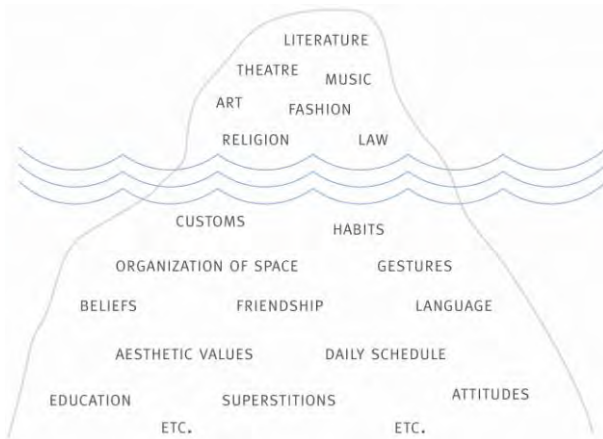 LITERATURE
THEATRE MUSIC
ART FASHION
RELIGION LAW
CUSTOMS HABITS
ORGANIZATION OF SPACE GESTURES
BELIEFS FRIENDSHIP LANGUAGE
AESTHETIC VALUES DAILY SCHEDULE
EDUCATION SUPERSTITIONS ATTITUDES
ETC. ETC.